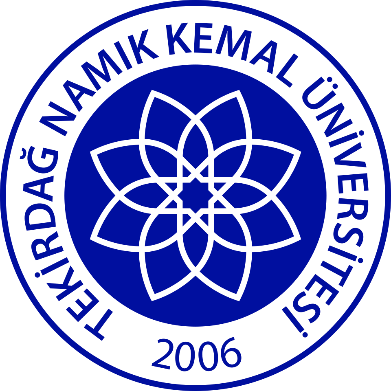 TEKİRDAĞ NAMIK KEMAL ÜNİVERSİTESİ
2006